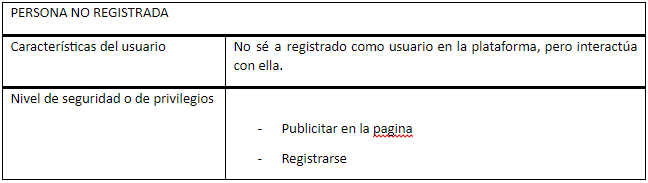 PERSONA NO REGISTRADA
Características del usuario
No sé a registrado como usuario en la plataforma, pero interactúa
con ella.
Nivel de seguridad o de privilegios
- Publicitar en la pagina
- Registrarse